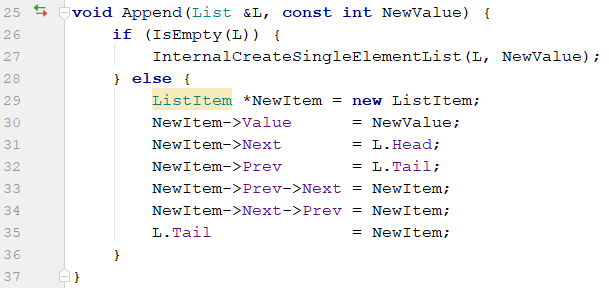 25 void Append(List &L, const int NewValue) {
26     if (IsEmpty(L)) {
27         InternalCreateSingleElementList(L, NewValue);
28     } else {
29         ListItem *NewItem = new ListItem;
30         NewItem->Value      = NewValue;
31         NewItem->Next       = L.Head;
32         NewItem->Prev       = L.Tail;
33         NewItem->Prev->Next = NewItem;
34         NewItem->Next->Prev = NewItem;
35         L.Tail              = NewItem;
36     }
37 }